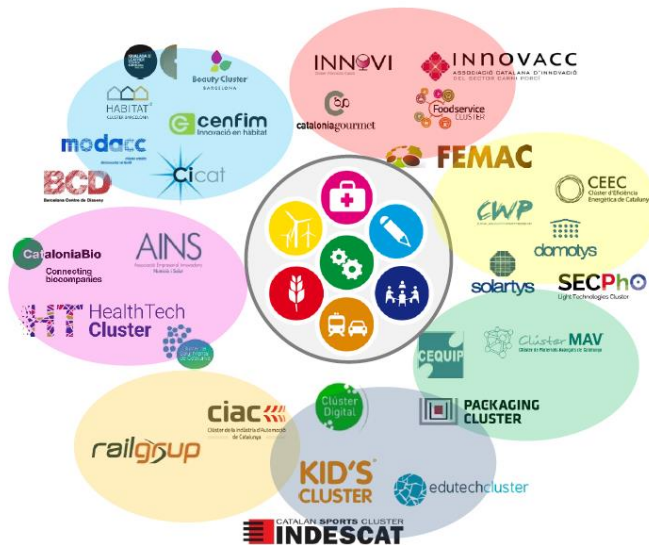 Beauty Cluster
BARCELONA
HABITAT
CLUSTER BARCELONA
cenfim
Innovació en hàbitat
modacc
Cicat
BCD
Barcelona Centre de Disseny
INNOVI
INNOVACC
ASSOCIACIÓ CATALANA D'INNOVACIÓ
DEL SECTOR CARNI PORCÍ
cataloniagourmet
Foodservice
CLUSTER
FEMAC
CEEC
Clúster d'Eficiència
Energètica de Catalunya
CWP
domotys
solartys
SECPhO
Light Technologies Cluster
CataloniaBio
Connecting
biocompanies
AINS
HT HealthTech
Cluster
CEQUIP
Clúster MAV
Clúster de Materials Avançats de Catalunya
PACKAGING
CLUSTER
ciac
Clúster de la Indústria d'Automoció
de Catalunya
railgrup
Clúster
Digital
KID'S
CLUSTER
edutechcluster
CATALAN SPORTS CLUSTER
INDESCAT